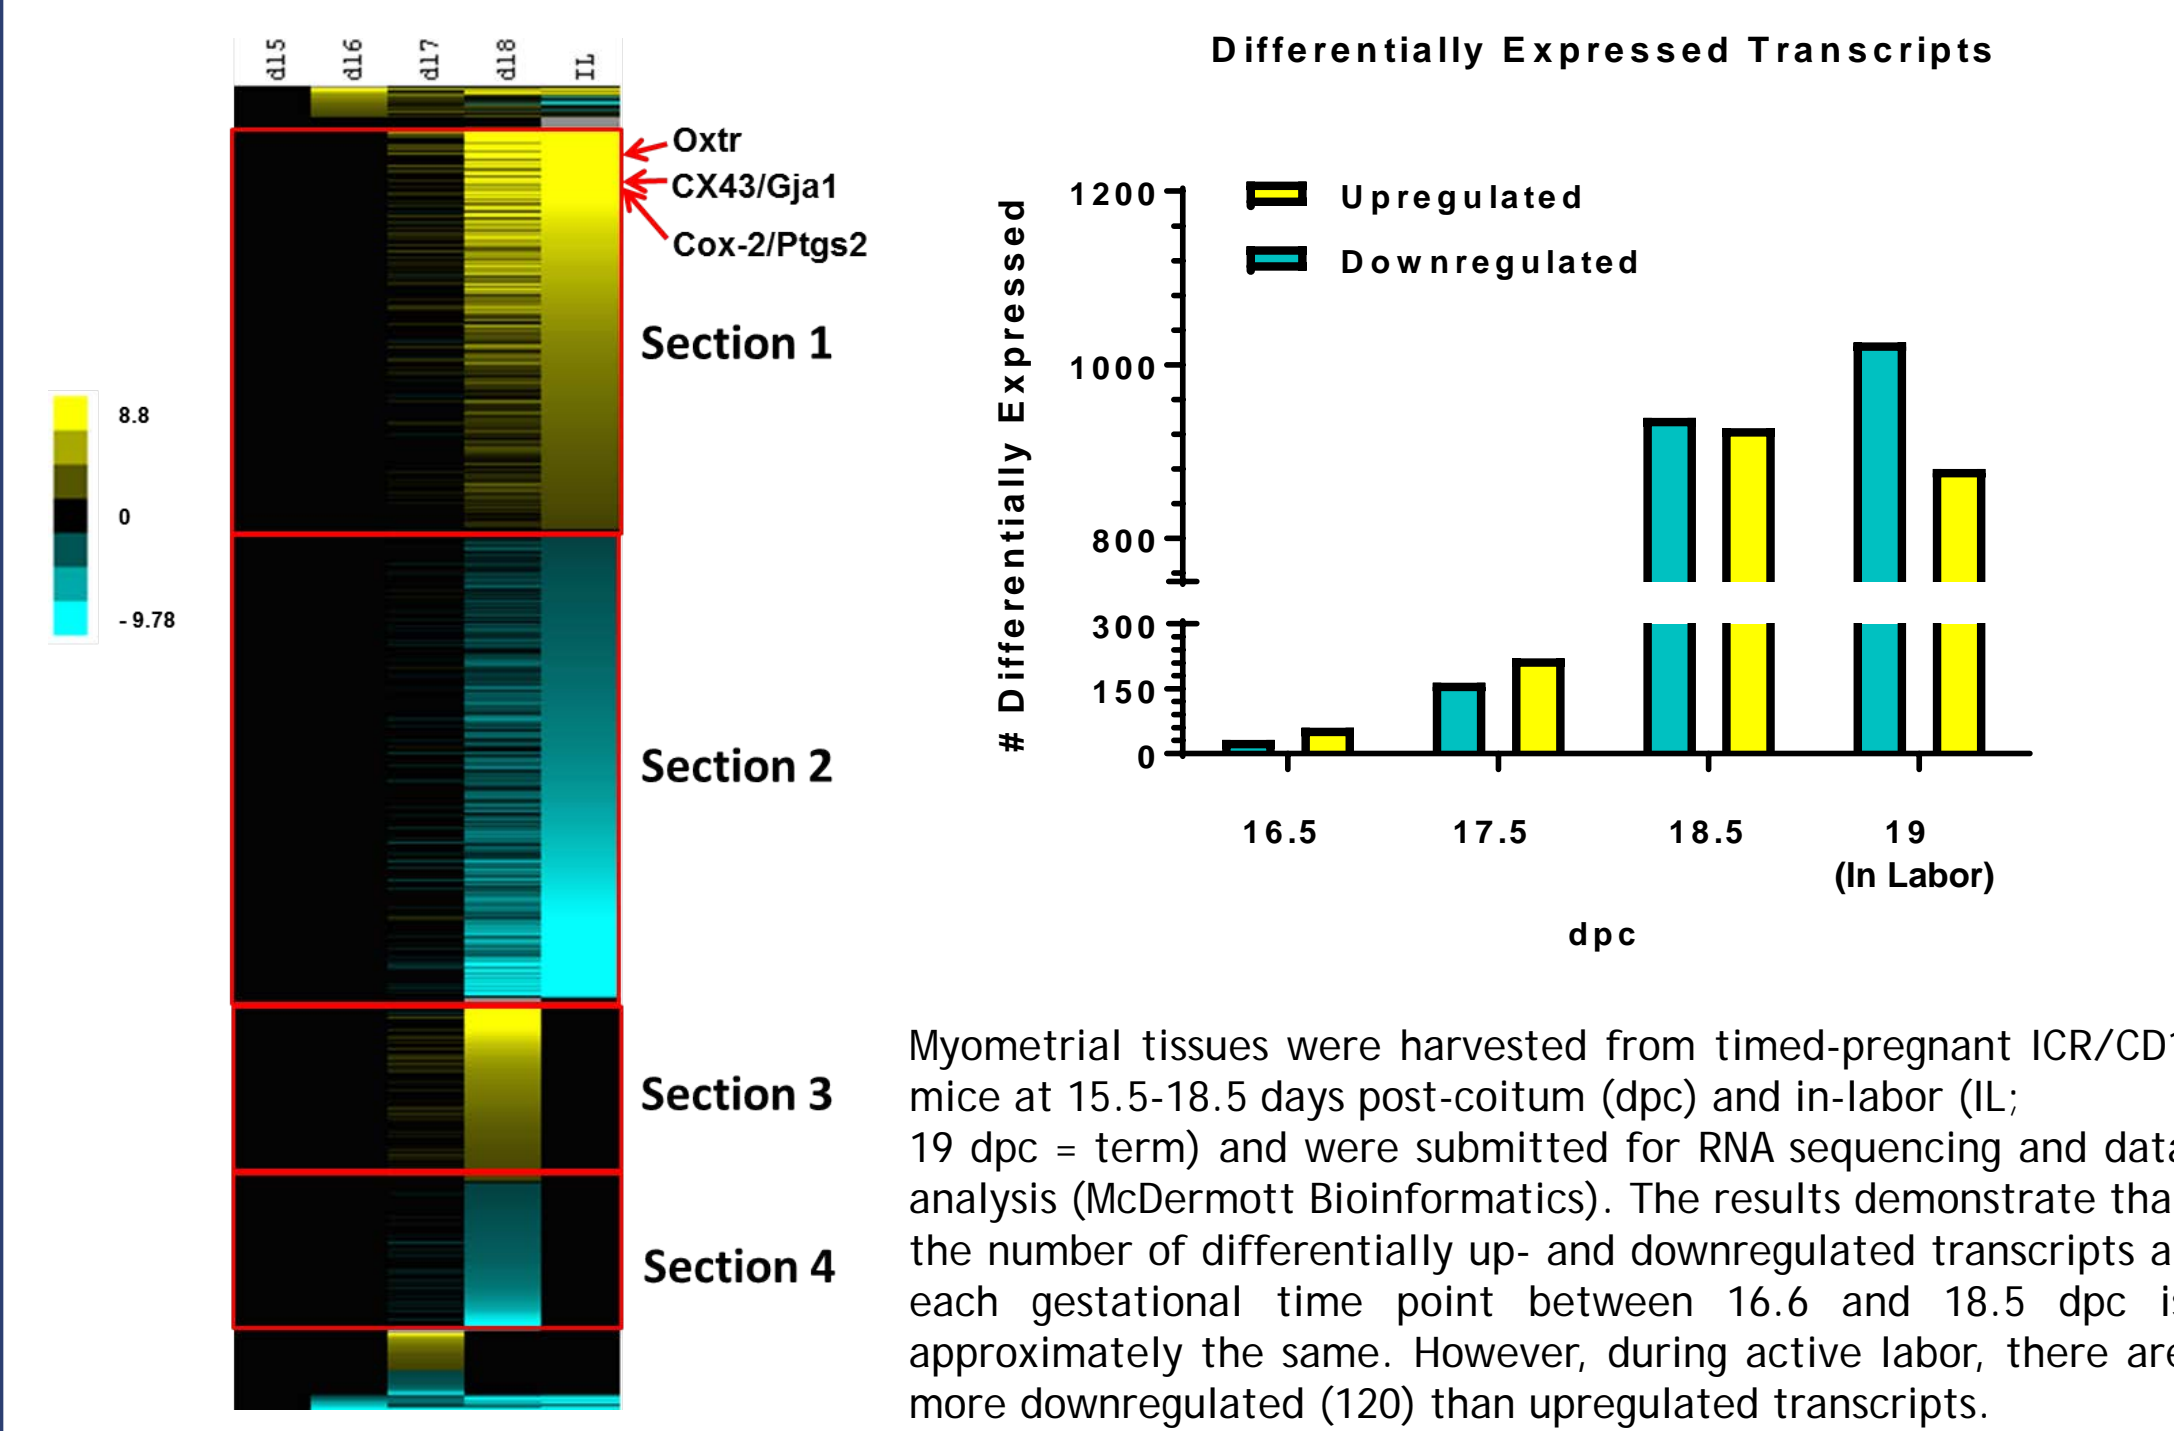 d15
d16
d17
d18
IL
Oxtr
CX43/Gja1
Cox-2/Ptgs2
Section 1
Section 2
Section 3
Section 4
8.8
0
- 9.78
Differentially Expressed Transcripts
# Differentially Expressed
1200
1000
800
300
150
0
Upregulated
Downregulated
16.5
17.5
18.5
19
(In Labor)
dpc
Myometrial tissues were harvested from timed-pregnant ICR/CD1
mice at 15.5-18.5 days post-coitum (dpc) and in-labor (IL;
19 dpc = term) and were submitted for RNA sequencing and data
analysis (McDermott Bioinformatics). The results demonstrate tha
the number of differentially up- and downregulated transcripts a
each gestational time point between 16.6 and 18.5 dpc is
approximately the same. However, during active labor, there are
more downregulated (120) than upregulated transcripts.